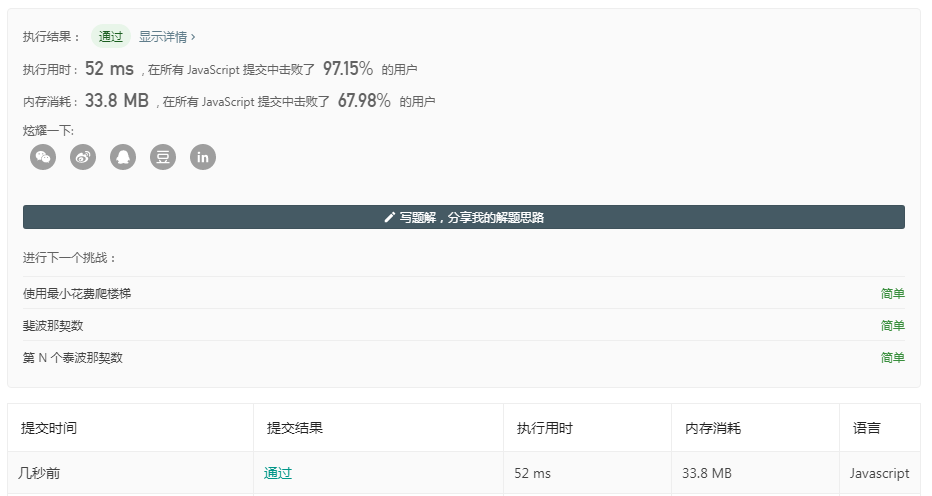 执行结果： 通过 显示详情 ›
执行用时： 52 ms , 在所有 JavaScript 提交中击败了 97.15% 的用户
内存消耗： 33.8 MB , 在所有 JavaScript 提交中击败了 67.98% 的用户
炫耀一下:
豆 in
写题解，分享我的解题思路
进行下一个挑战：
使用最小花费爬楼梯 简单
斐波那契数 简单
第 N 个泰波那契数 简单
提交时间 提交结果 执行用时 内存消耗 语言
几秒前 通过 52 ms 33.8 MB Javascript